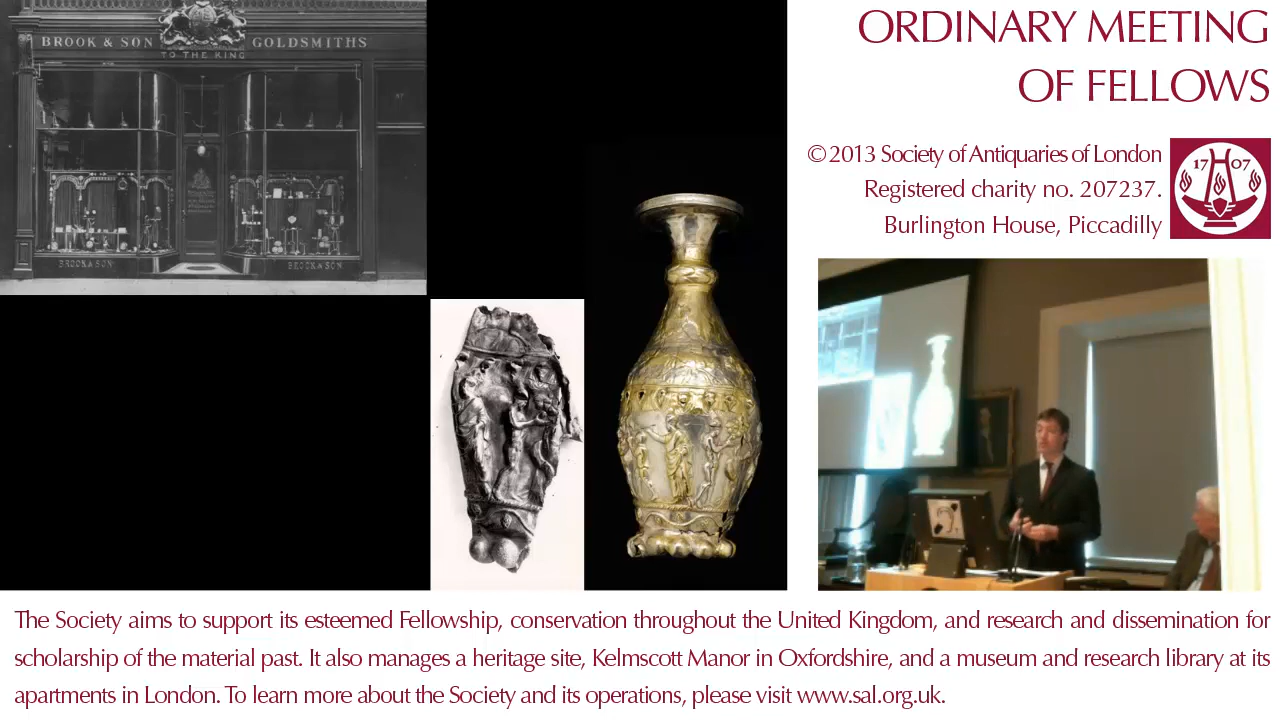 BROOK & SON
GOLDSMITHS
TO THE KING
BROOK & SON
BROOK & SON
ORDINARY MEETING
OF FELLOWS
© 2013 Society of Antiquaries of London
Registered charity no. 207237.
Burlington House, Piccadilly
17 07
The Society aims to support its esteemed Fellowship, conservation throughout the United Kingdom, and research and dissemination for
scholarship of the material past. It also manages a heritage site, Kelmscott Manor in Oxfordshire, and a museum and research library at its
apartments in London. To learn more about the Society and its operations, please visit www.sal.org.uk.